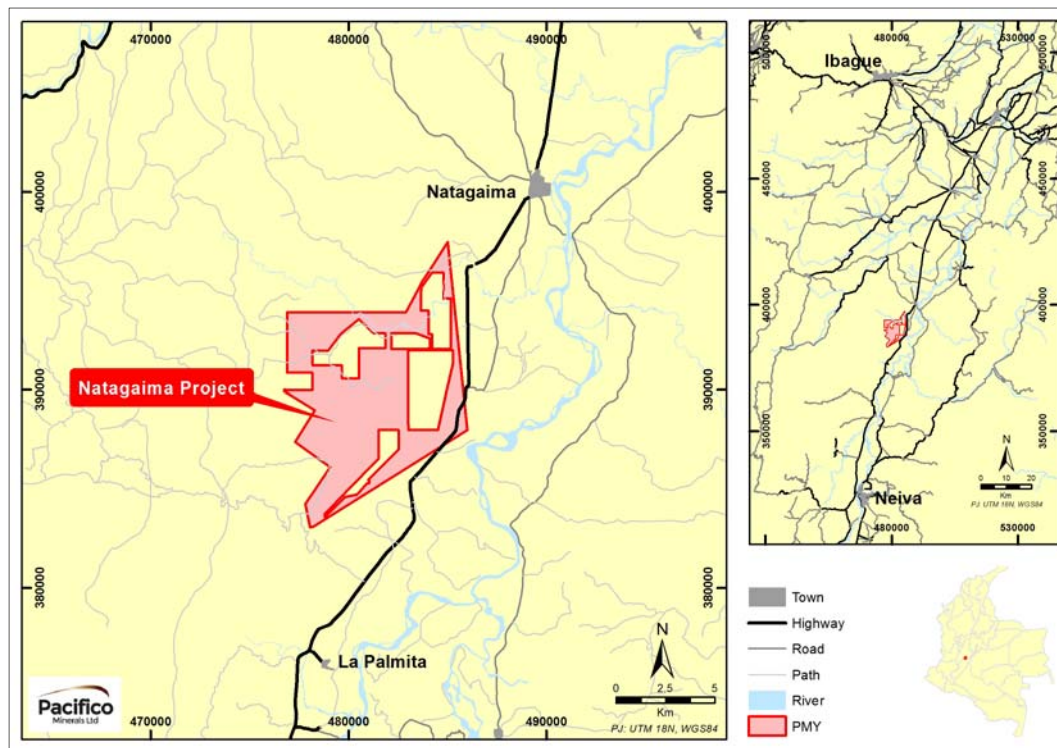 470000
480000
490000
400000
390000
380000
400000
390000
380000
470000
480000
490000
Natagaima
Natagaima Project
La Palmita
N
0 2.5 5
Km
PJ: UTM 18N, WGS84
Pacifico
Minerals Ltd
480000
530000
500000
450000
400000
350000
500000
450000
400000
350000
480000
530000
Ibague
Neiva
N
0 10 20
Km
PJ: UTM 18N, WGS84
Town
Highway
Road
Path
River
PMY